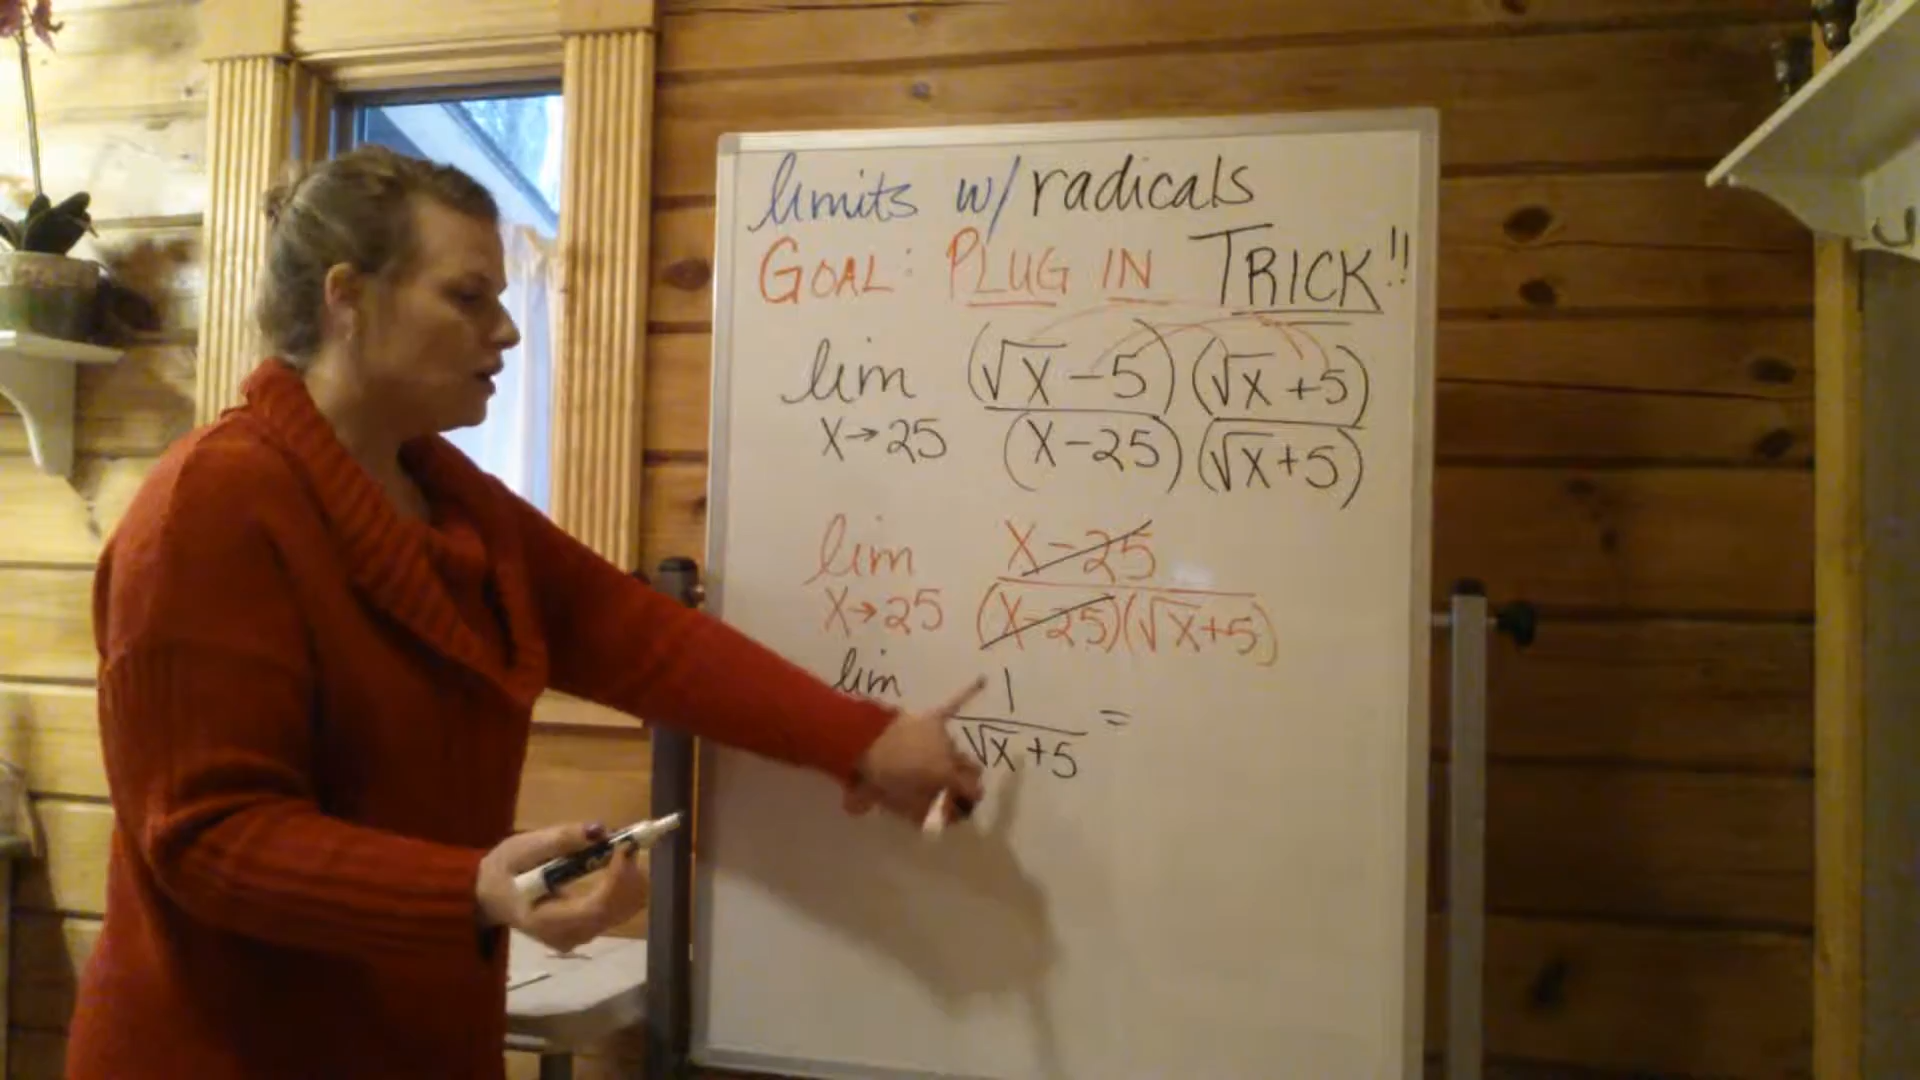 limits w/ radicals
GOAL: PLUG IN TRICK!!
lim (√x-5) (√x+5)
x→25 (x-25) (√x+5)
lim x-25
x→25 (x-25)(√x+5)
lim 1 =
√x+5